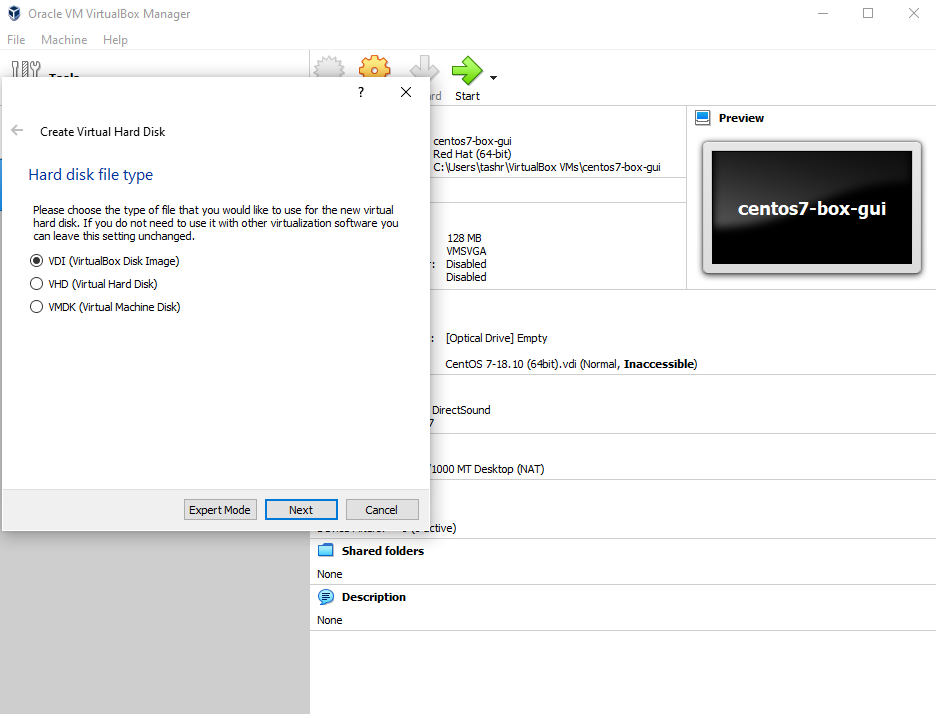 Oracle VM VirtualBox Manager
File Machine Help
Start
?
Create Virtual Hard Disk
Hard disk file type
Please choose the type of file that you would like to use for the new virtual
hard disk. If you do not need to use it with other virtualization software you
can leave this setting unchanged.
VDI (VirtualBox Disk Image)
VHD (Virtual Hard Disk)
VMDK (Virtual Machine Disk)
Expert Mode Next Cancel
centos7-box-gui
Red Hat (64-bit)
C:\Users\tashr\VirtualBox VMs\centos7-box-gui
Preview
centos7-box-gui
128 MB
VMSVGA
: Disabled
Disabled
: [Optical Drive] Empty
CentOS 7-18.10 (64bit).vdi (Normal, Inaccessible)
DirectSound
/1000 MT Desktop (NAT)
Shared folders
None
Description
None